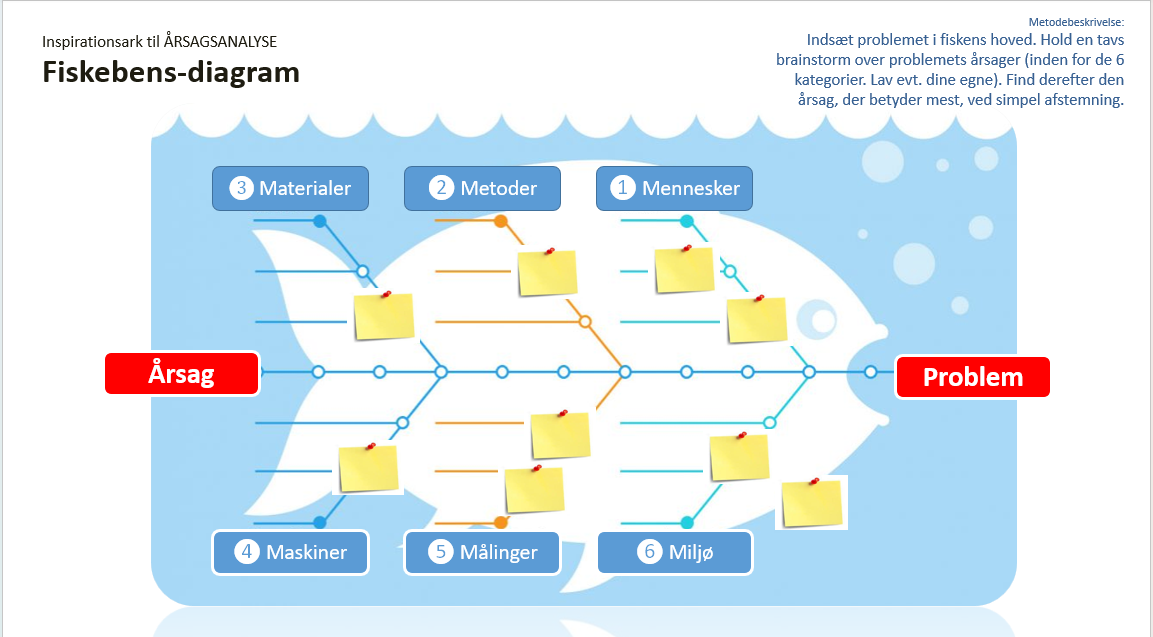 Inspirationsark til ÅRSAGSANALYSE
Fiskebens-diagram
Metodebeskrivelse:
Indsæt problemet i fiskens hoved. Hold en tavs
brainstorm over problemets årsager (inden for de 6
kategorier. Lav evt. dine egne). Find derefter den
årsag, der betyder mest, ved simpel afstemning.
3 Materialer
2 Metoder
1 Mennesker
Årsag
Problem
4 Maskiner
5 Målinger
6 Miljø